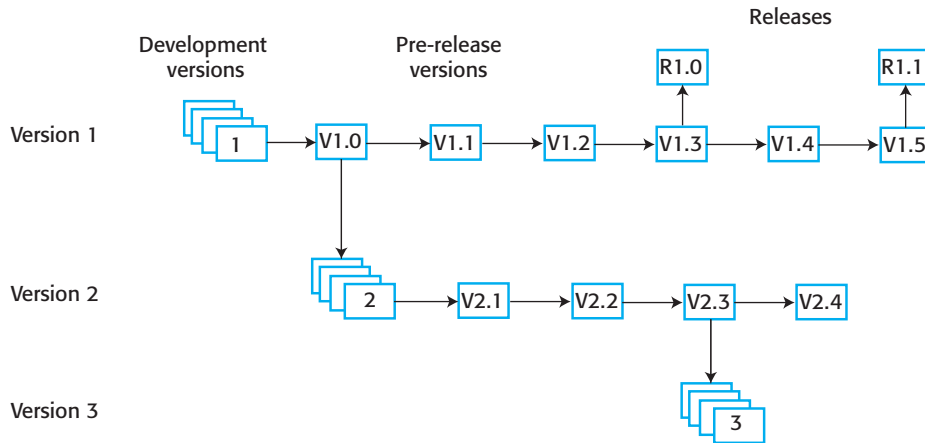 Releases
Development
versions
Pre-release
versions
R1.0
R1.1
Version 1
1
V1.0
V1.1
V1.2
V1.3
V1.4
V1.5
Version 2
2
V2.1
V2.2
V2.3
V2.4
Version 3
3